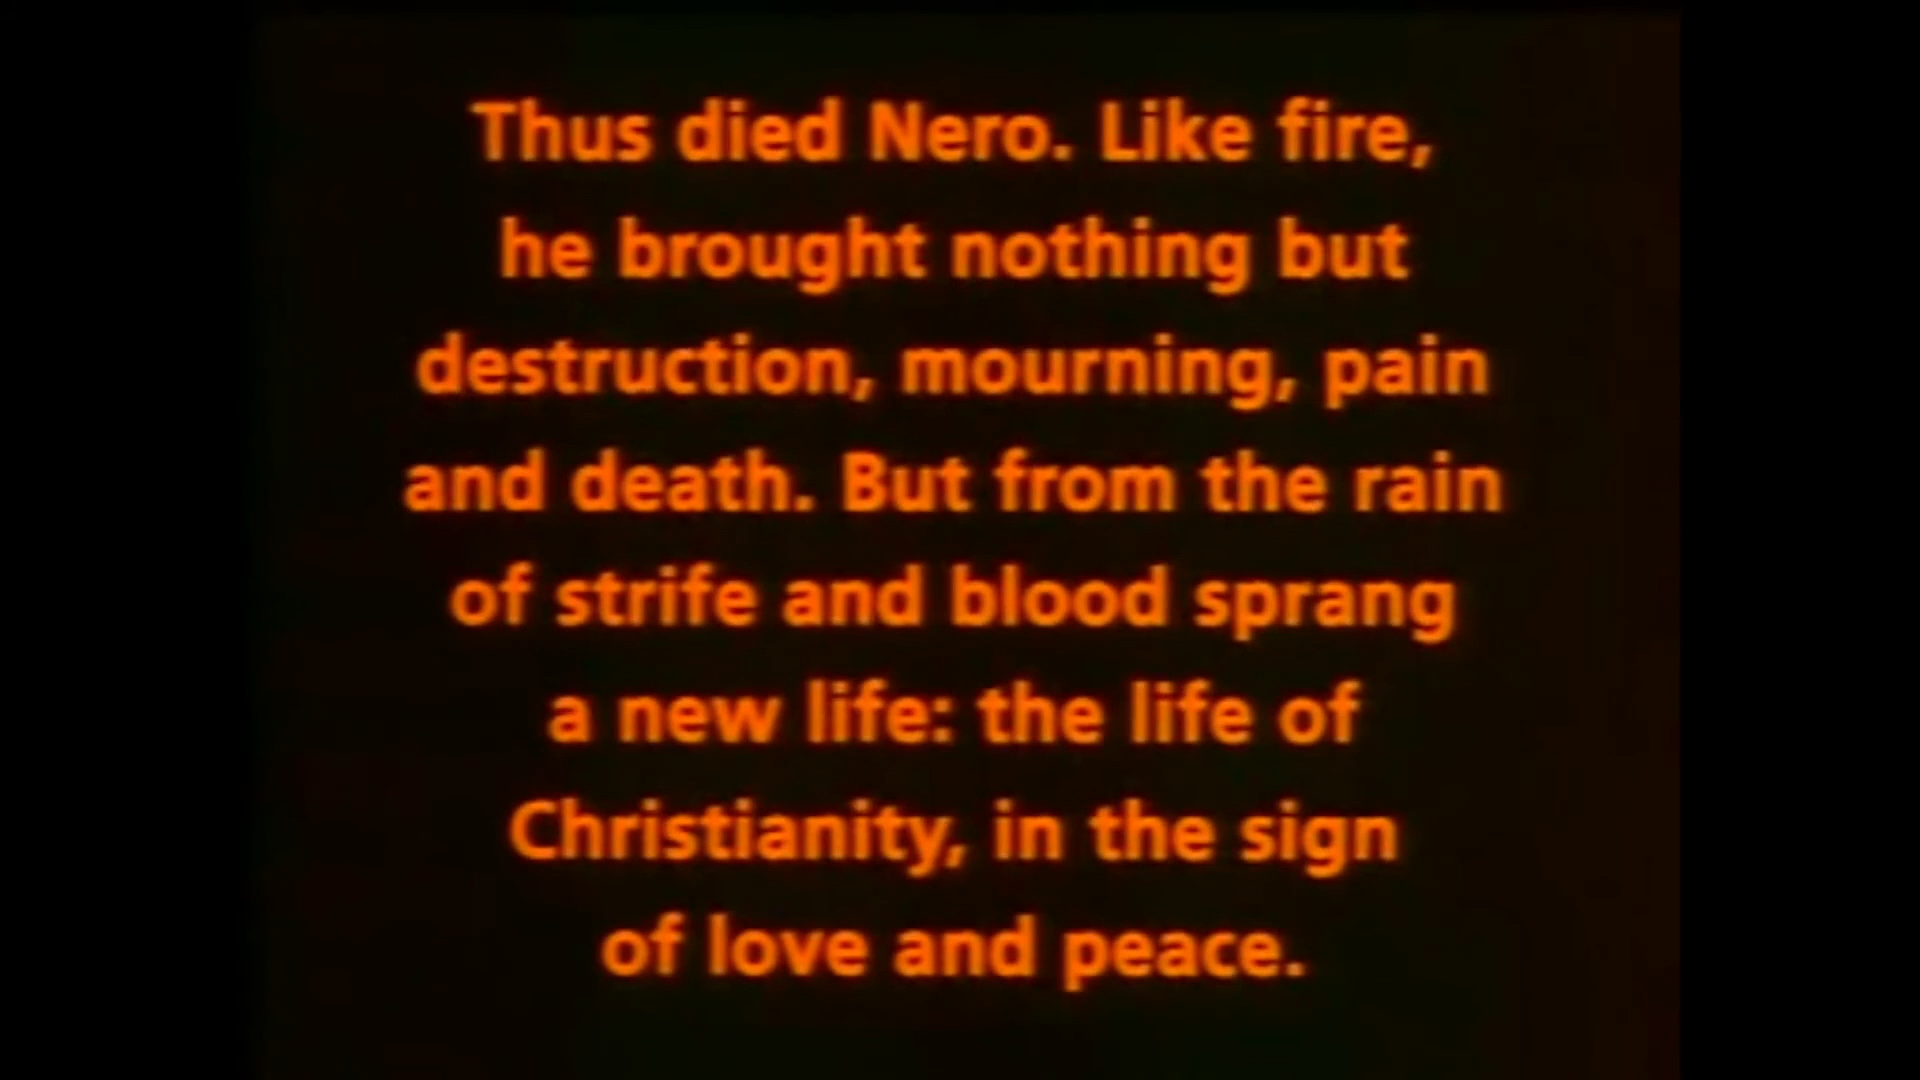 Thus died Nero. Like fire,
he brought nothing but
destruction, mourning, pain
and death. But from the rain
of strife and blood sprang
a new life: the life of
Christianity, in the sign
of love and peace.